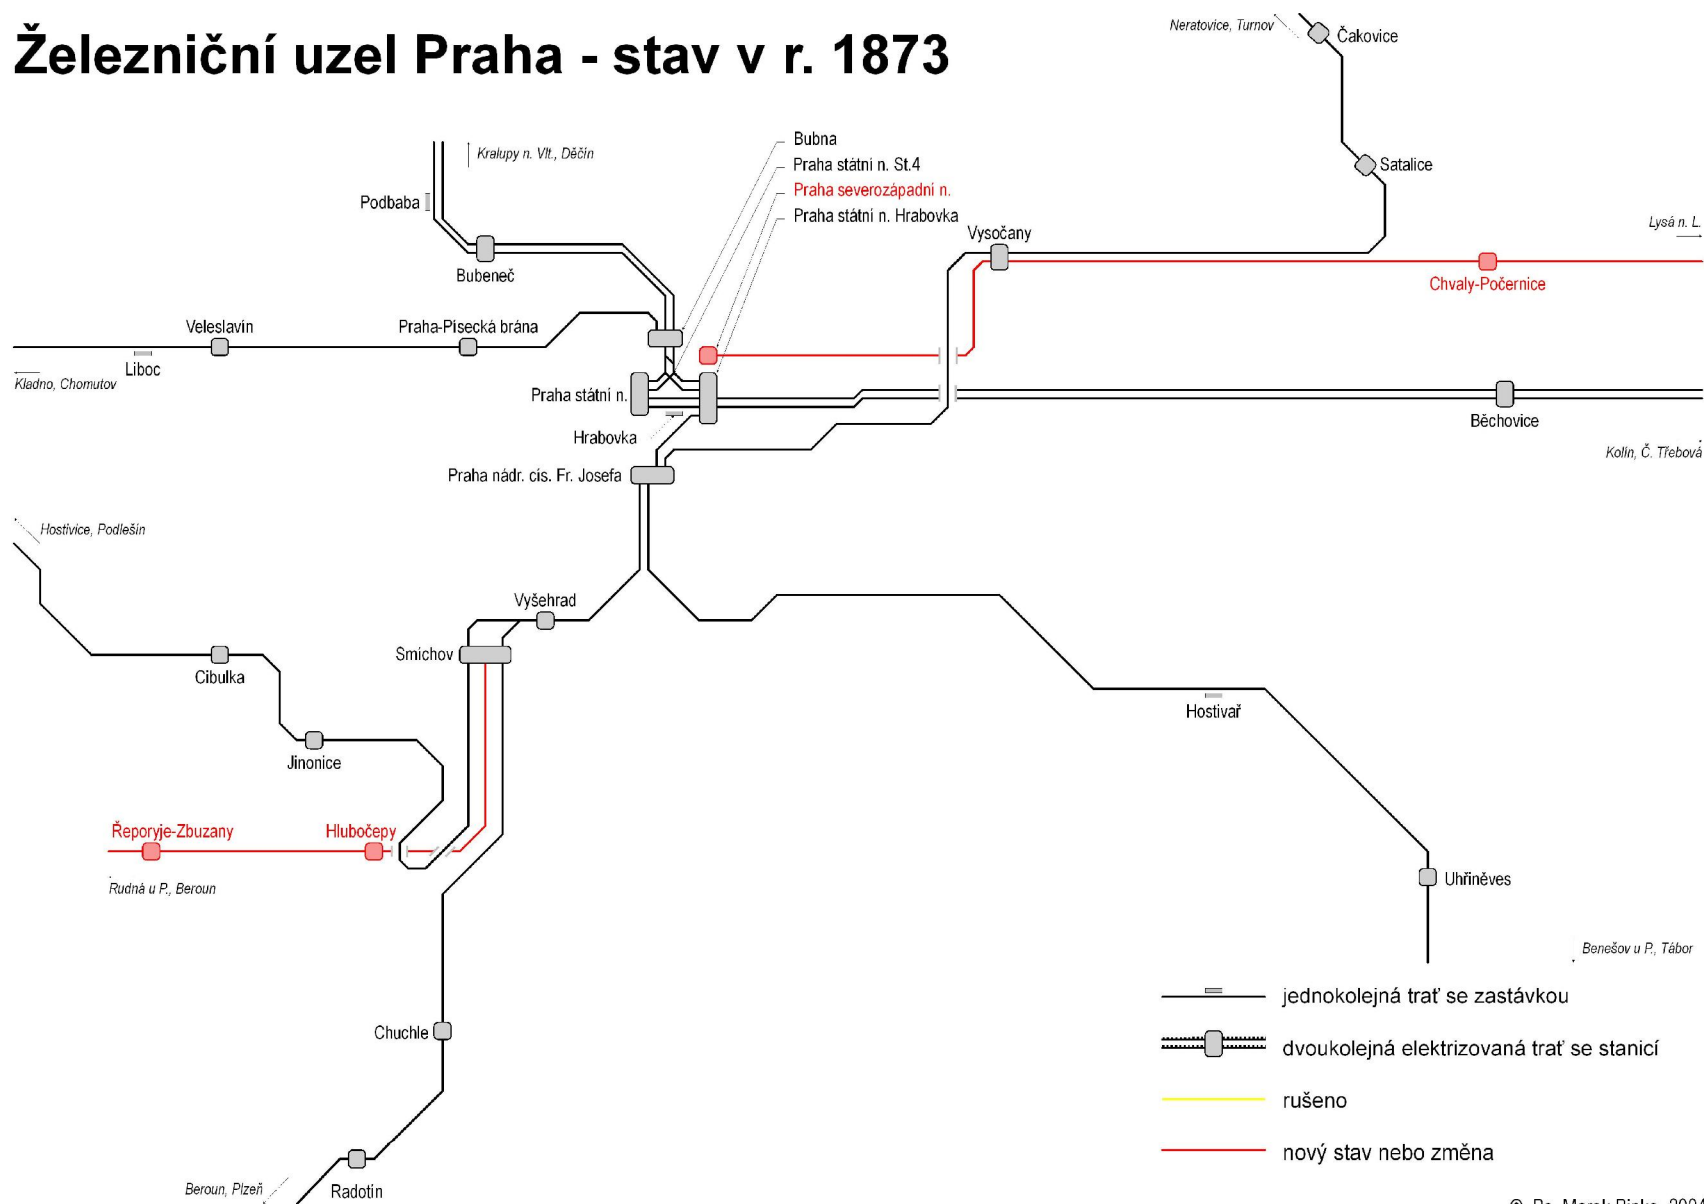 Železniční uzel Praha - stav v r. 1873
Neratovice, Turnov
Čakovice
Kralupy n. Vlt., Děčín
Bubna
Praha státní n. St.4
Praha severozápadní n.
Praha státní n. Hrabovka
Satalice
Podbaba
Lysá n. L.
Vysočany
Bubeneč
Chvaly-Počernice
Veleslavín
Praha-Písecká brána
Liboc
Kladno, Chomutov
Praha státní n.
Běchovice
Hrabovka
Kolín, Č. Třebová
Praha nádr. cís. Fr. Josefa
Hostivice, Podlešín
Vyšehrad
Smíchov
Cibulka
Hostivař
Jinonice
Řeporyje-Zbuzany
Hlubočepy
Rudná u P., Beroun
Uhříněves
Benešov u P., Tábor
jednokolejná trať se zastávkou
Chuchle
dvoukolejná elektrizovaná trať se stanicí
rušeno
nový stav nebo změna
Beroun, Plzeň
Radotín